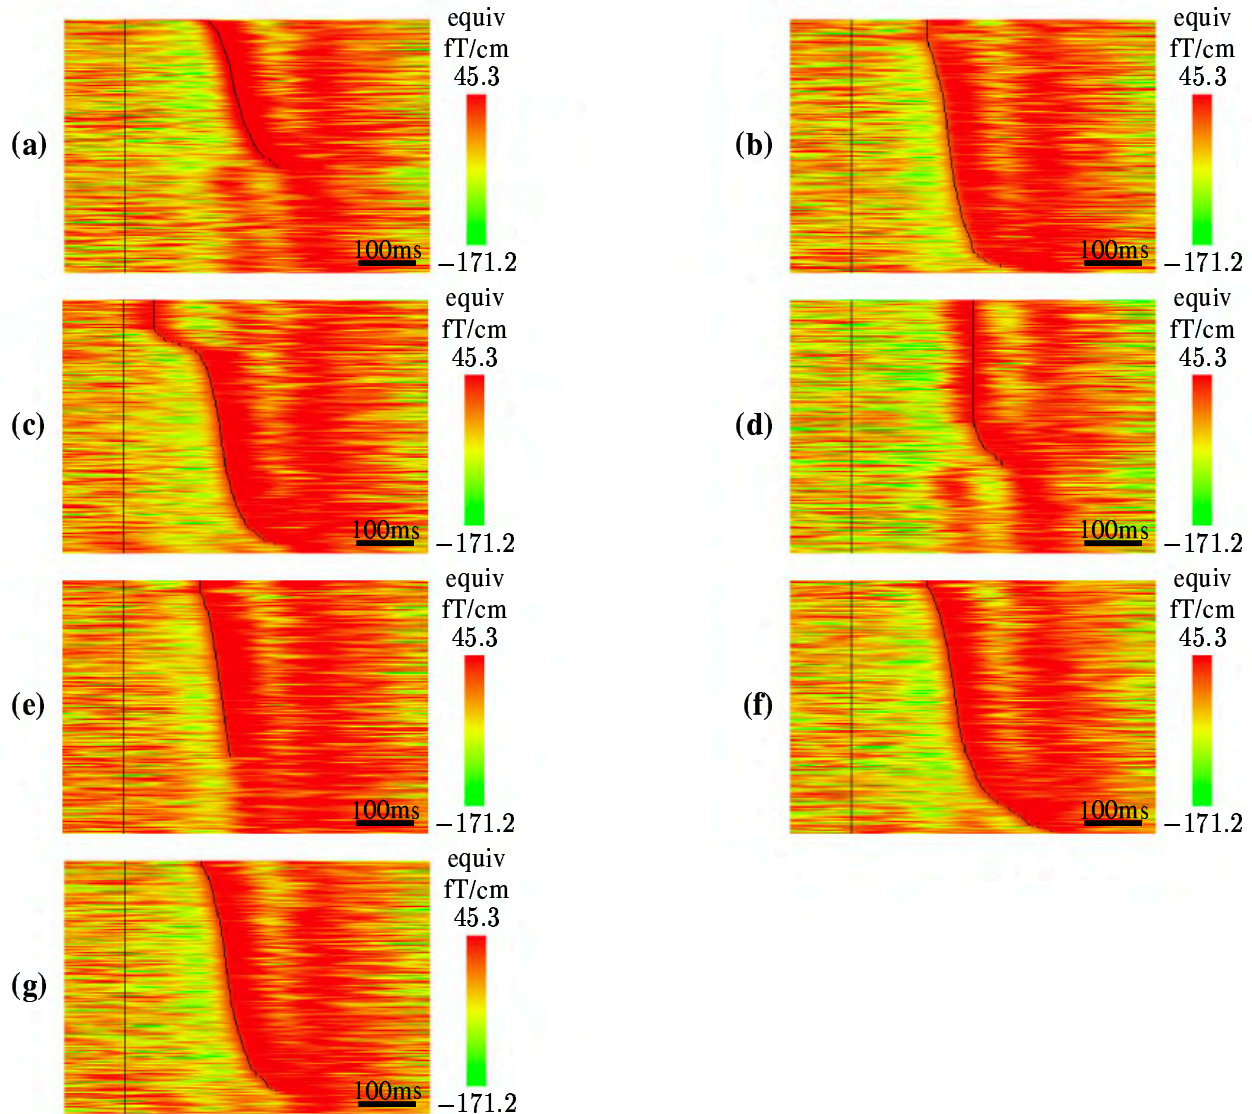 equiv
fT/cm
45.3
(a)
100ms
−171.2
equiv
fT/cm
45.3
(b)
100ms
−171.2
equiv
fT/cm
45.3
(c)
100ms
−171.2
equiv
fT/cm
45.3
(d)
100ms
−171.2
equiv
fT/cm
45.3
(e)
100ms
−171.2
equiv
fT/cm
45.3
(f)
100ms
−171.2
equiv
fT/cm
45.3
(g)
100ms
−171.2